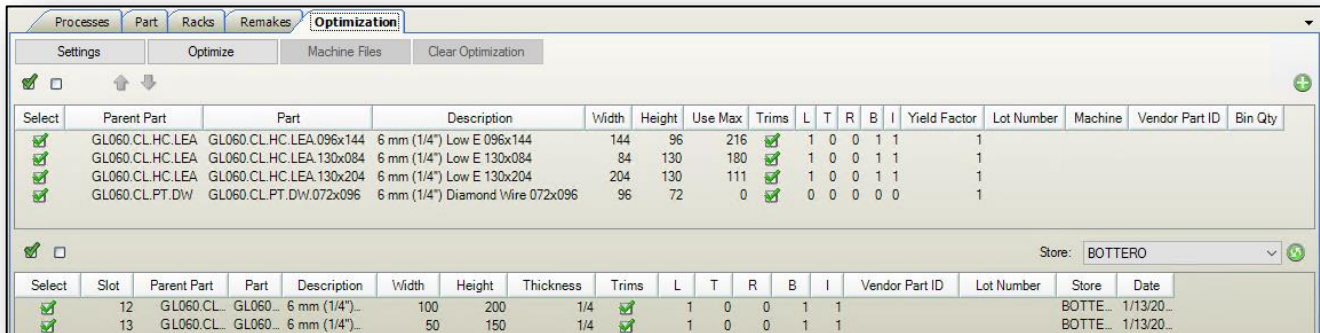 Processes Part Racks Remakes Optimization
Settings Optimize Machine Files Clear Optimization
Select Parent Part Part Description Width Height Use Max Trims L T R B I Yield Factor Lot Number Machine Vendor Part ID Bin Qty
GL060.CL.HC.LEA GL060.CL.HC.LEA.096x144 6 mm (1/4") Low E 096x144 144 96 216 1 0 0 1 1 1
GL060.CL.HC.LEA GL060.CL.HC.LEA.130x084 6 mm (1/4") Low E 130x084 84 130 180 1 0 0 1 1 1
GL060.CL.HC.LEA GL060.CL.HC.LEA.130x204 6 mm (1/4") Low E 130x204 204 130 111 1 0 0 1 1 1
GL060.CL.PT.DW GL060.CL.PT.DW.072x096 6 mm (1/4") Diamond Wire 072x096 96 72 0 0 0 0 0 0 1
Store: BOTTERO
Select Slot Parent Part Part Description Width Height Thickness Trims L T R B I Vendor Part ID Lot Number Store Date
12 GL060.CL... GL060... 6 mm (1/4")... 100 200 1/4 1 0 0 1 1 BOTTE... 1/13/20...
13 GL060.CL... GL060... 6 mm (1/4")... 50 150 1/4 1 0 0 1 1 BOTTE... 1/13/20...